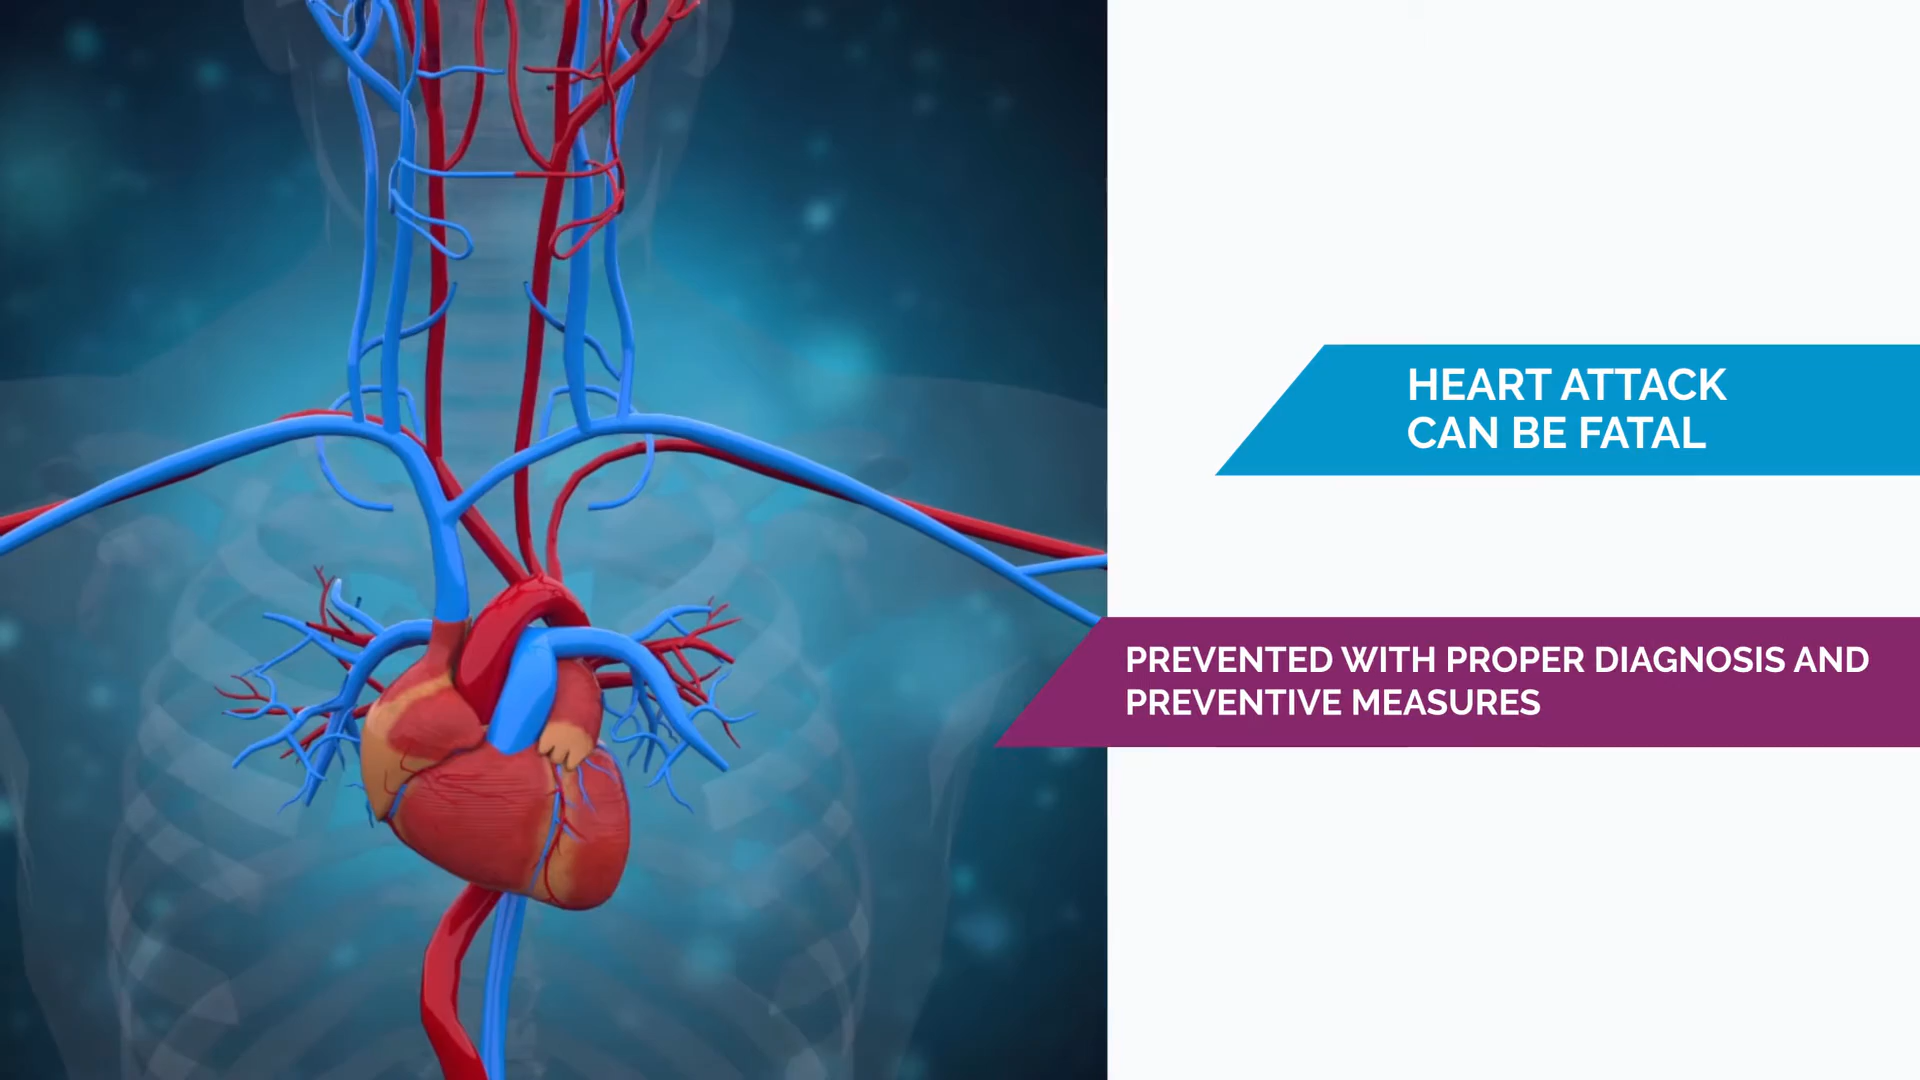 HEART ATTACK
CAN BE FATAL
PREVENTED WITH PROPER DIAGNOSIS AND
PREVENTIVE MEASURES